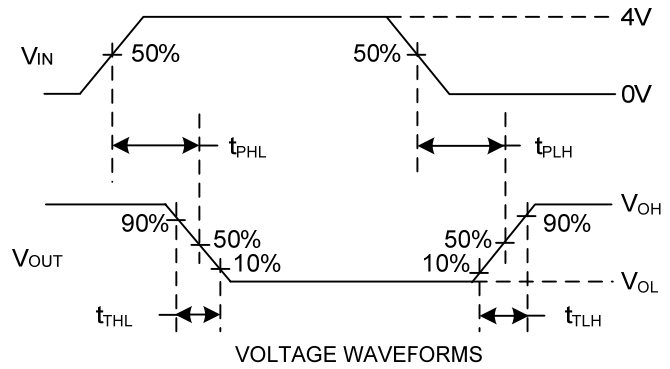 4V
VIN
50%
50%
0V
tPHL
tPLH
VOH
90%
50%
10%
90%
50%
10%
VOUT
VOL
tTHL
tTLH
VOLTAGE WAVEFORMS